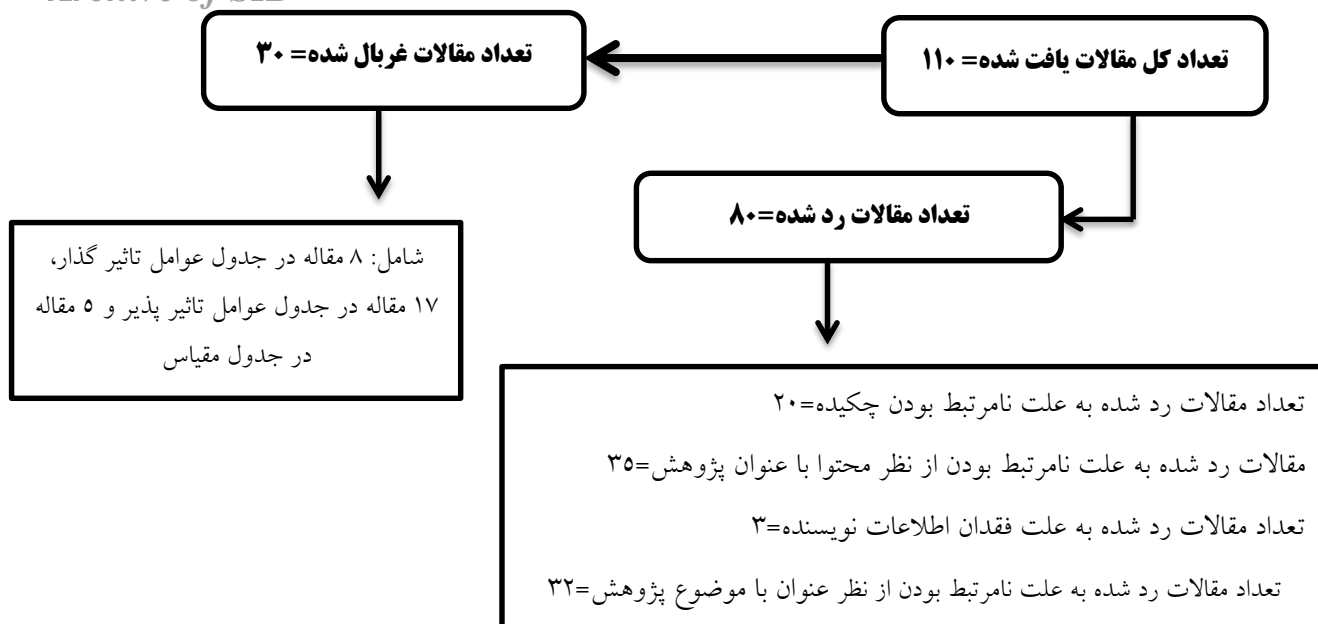 تعداد کل مقالات یافت شده= ۱۱۰
تعداد مقالات غربال شده= ۳۰
تعداد مقالات رد شده=۸۰
شامل: ۸ مقاله در جدول عوامل تاثیر گذار،
۱۷ مقاله در جدول عوامل تاثیر پذیر و ۵ مقاله
در جدول مقیاس
تعداد مقالات رد شده به علت نامرتبط بودن چکیده=۲۰
مقالات رد شده به علت نامرتبط بودن از نظر محتوا با عنوان پژوهش=۳۵
تعداد مقالات رد شده به علت فقدان اطلاعات نویسنده=۳
تعداد مقالات رد شده به علت نامرتبط بودن از نظر عنوان با موضوع پژوهش=۳۲